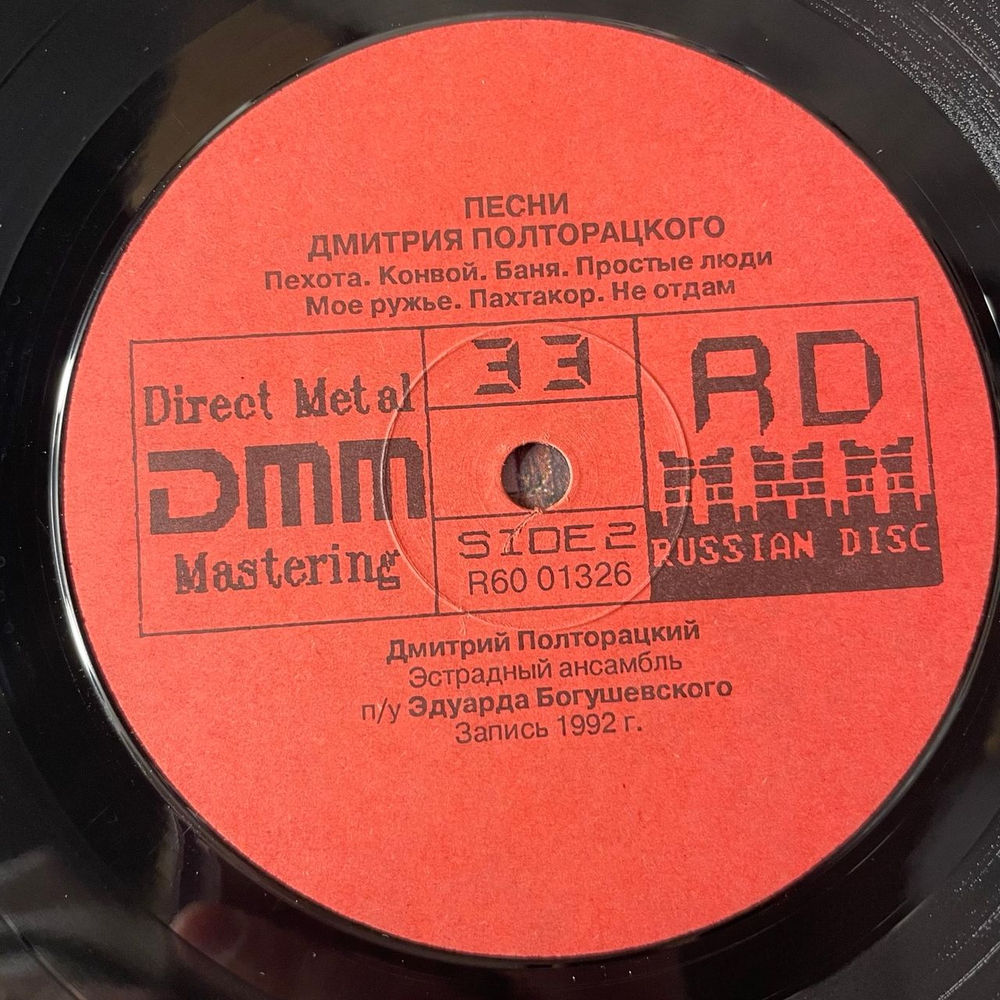 ПЕСНИ
ДМИТРИЯ ПОЛТОРАЦКОГО
Пехота. Конвой. Баня. Простые люди
Мое ружье. Пахтакор. Не отдам
Direct Metal
DMM
Mastering
33
SIDE 2
R60 01326
RD
RUSSIAN DISC
Дмитрий Полторацкий
Эстрадный ансамбль
п/у Эдуарда Богушевского
Запись 1992 г.